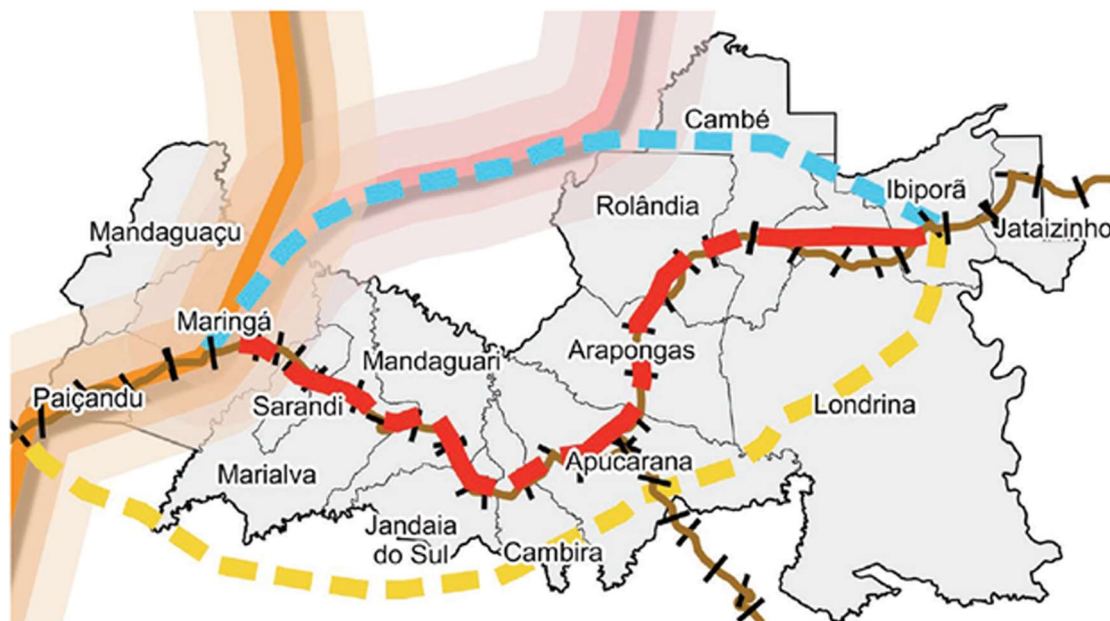 Cambé
Ibiporã
Rolândia
Jataizinho
Mandaguaçu
Maringá
Mandaguari
Arapongas
Paiçandu
Sarandi
Londrina
Marialva
Apucarana
Jandaia
do Sul
Cambira